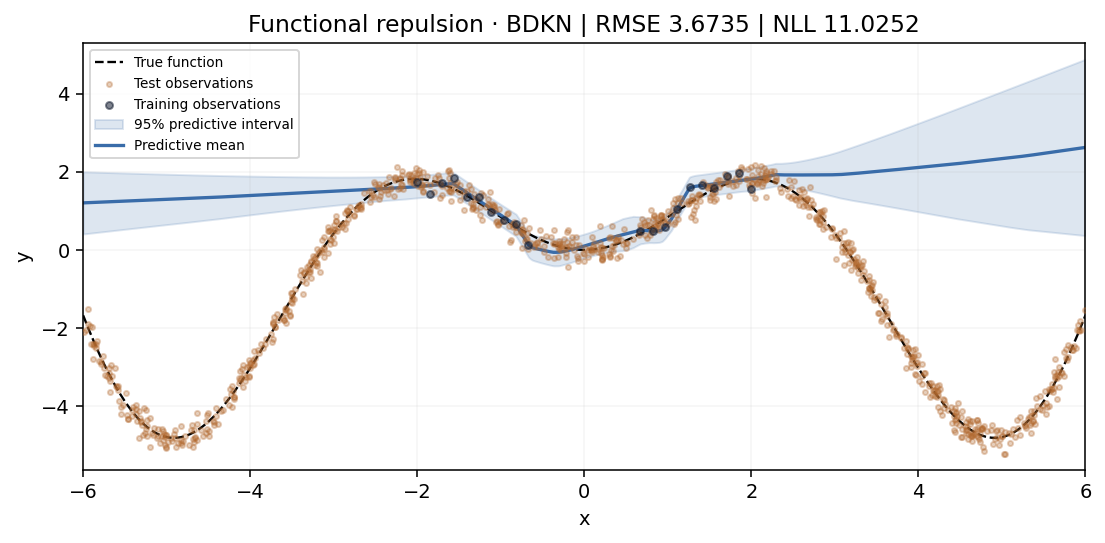 Functional repulsion · BDKN | RMSE 3.6735 | NLL 11.0252
True function
Test observations
Training observations
95% predictive interval
Predictive mean
4
2
0
−2
−4
y
−6
−4
−2
0
2
4
6
x